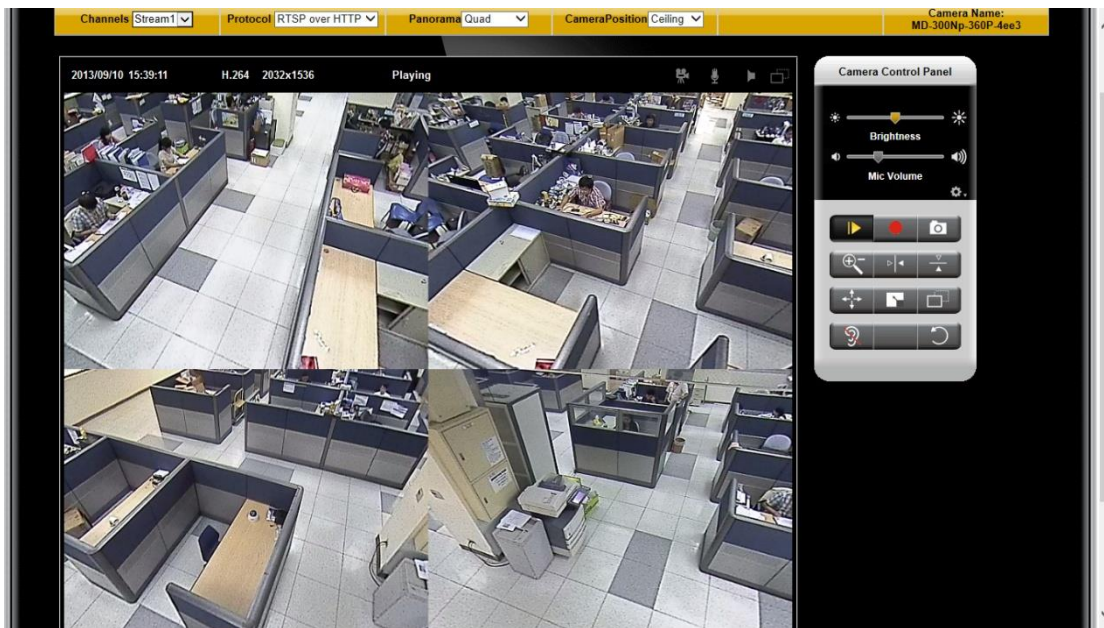 Channels Stream1 Protocol RTSP over HTTP Panorama Quad CameraPosition Ceiling Camera Name:
MD-300Np-360P-4ee3
2013/09/10 15:39:11 H.264 2032x1536 Playing
Camera Control Panel
Brightness
Mic Volume